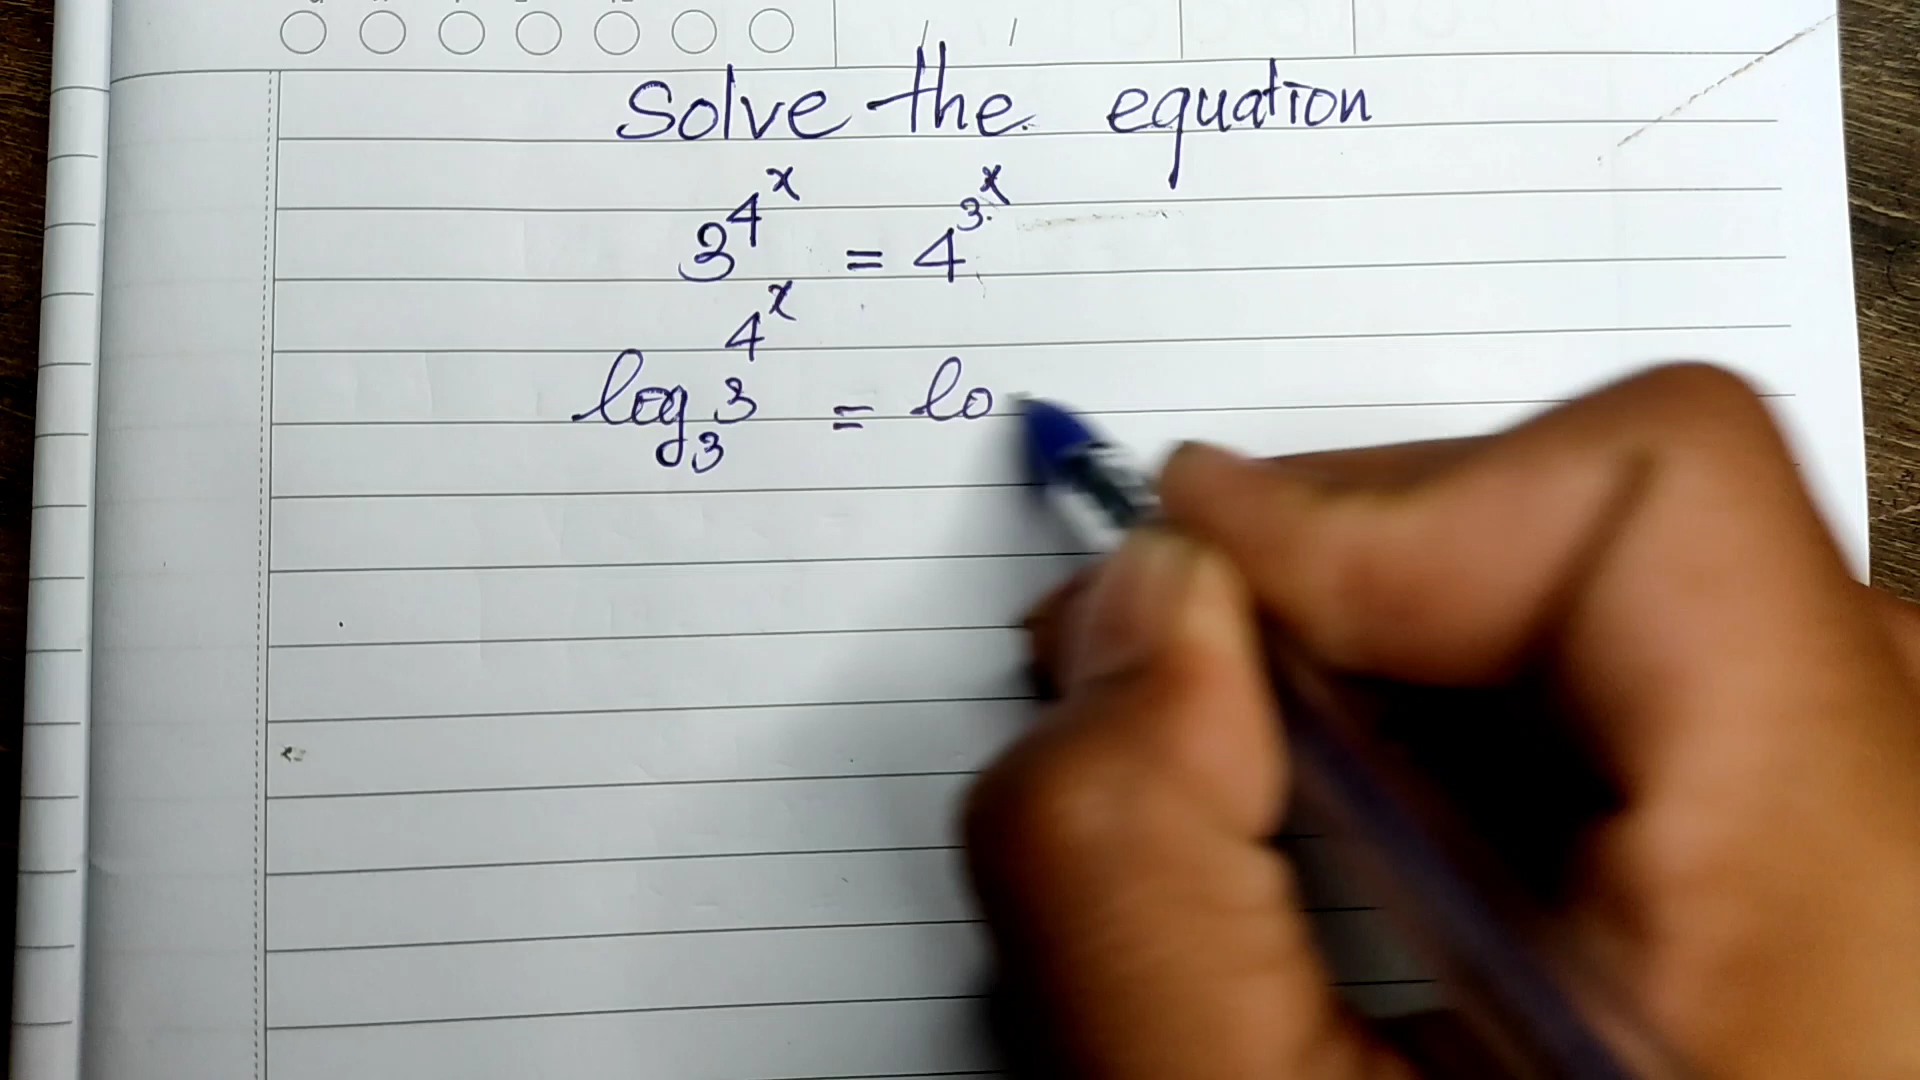 Solve the equation
3^4^x = 4^3^x
log_3 3^4^x = lo